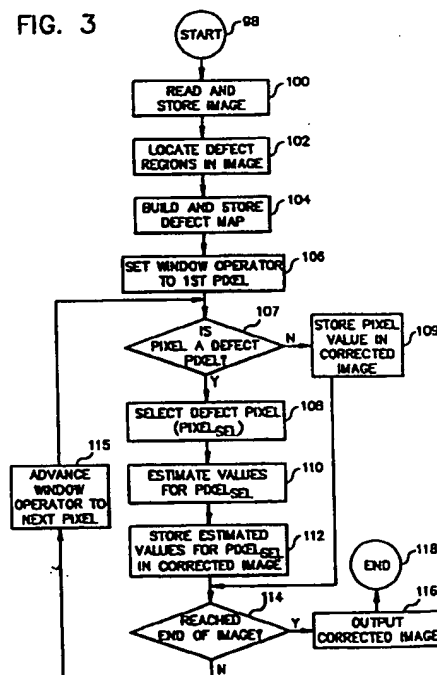 FIG. 3
START
98
READ AND
STORE IMAGE
100
LOCATE DEFECT
REGIONS IN IMAGE
102
BUILD AND STORE
DEFECT MAP
104
SET WINDOW OPERATOR
TO 1ST PIXEL
106
IS
PIXEL A DEFECT
PIXEL?
107
N
Y
STORE PIXEL
VALUE IN
CORRECTED
IMAGE
109
SELECT DEFECT PIXEL
(PIXELSEL)
108
115
ADVANCE
WINDOW
OPERATOR TO
NEXT PIXEL
ESTIMATE VALUES
FOR PIXELSEL
110
STORE ESTIMATED
VALUES FOR PIXELSEL
IN CORRECTED IMAGE
112
END
118
REACHED
END OF IMAGE?
114
Y
N
OUTPUT
CORRECTED IMAGE
116